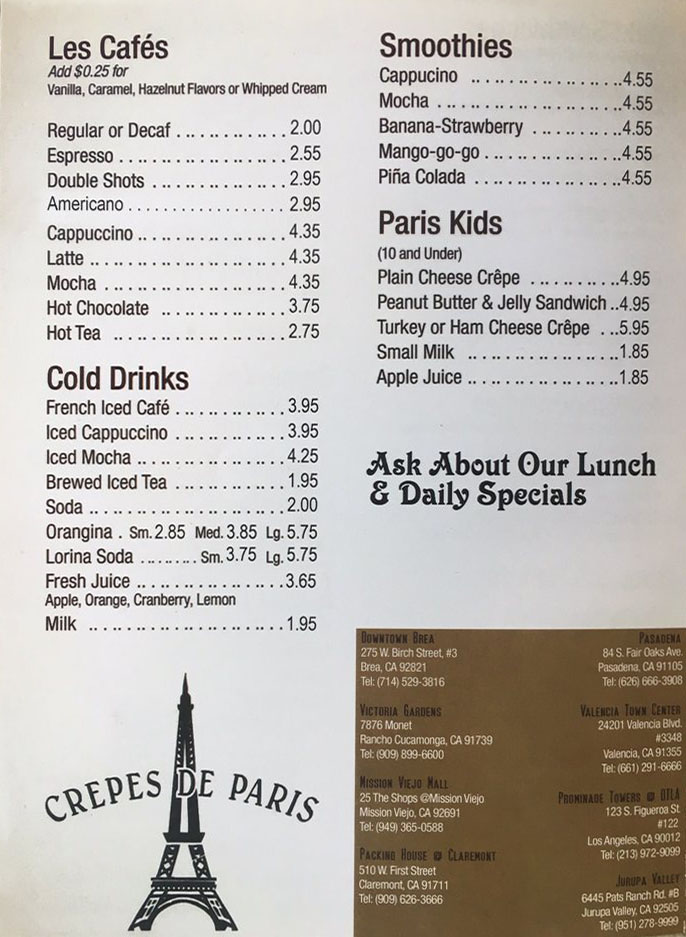 Les Cafés
Add $0.25 for
Vanilla, Caramel, Hazelnut Flavors or Whipped Cream
Regular or Decaf . . . . . . . . . . . . . 2.00
Espresso . . . . . . . . . . . . . . . . . . . 2.55
Double Shots . . . . . . . . . . . . . . . 2.95
Americano . . . . . . . . . . . . . . . . . . 2.95
Cappuccino . . . . . . . . . . . . . . . . . 4.35
Latte . . . . . . . . . . . . . . . . . . . . . . . 4.35
Mocha . . . . . . . . . . . . . . . . . . . . . 4.35
Hot Chocolate . . . . . . . . . . . . . . 3.75
Hot Tea . . . . . . . . . . . . . . . . . . . . 2.75
Cold Drinks
French Iced Café . . . . . . . . . . . . . 3.95
Iced Cappuccino . . . . . . . . . . . . . 3.95
Iced Mocha . . . . . . . . . . . . . . . . . 4.25
Brewed Iced Tea . . . . . . . . . . . . . 1.95
Soda . . . . . . . . . . . . . . . . . . . . . . . 2.00
Orangina . Sm. 2.85 Med. 3.85 Lg. 5.75
Lorina Soda . . . . . . . . . Sm. 3.75 Lg. 5.75
Fresh Juice . . . . . . . . . . . . . . . . . 3.65
Apple, Orange, Cranberry, Lemon
Milk . . . . . . . . . . . . . . . . . . . . . . . 1.95
CREPES DE PARIS
Smoothies
Cappucino . . . . . . . . . . . . . . . . . . 4.55
Mocha . . . . . . . . . . . . . . . . . . . . . 4.55
Banana-Strawberry . . . . . . . . . . 4.55
Mango-go-go . . . . . . . . . . . . . . . 4.55
Piña Colada . . . . . . . . . . . . . . . . 4.55
Paris Kids
(10 and Under)
Plain Cheese Crêpe . . . . . . . . . . 4.95
Peanut Butter & Jelly Sandwich . . 4.95
Turkey or Ham Cheese Crêpe . . . 5.95
Small Milk . . . . . . . . . . . . . . . . . . 1.85
Apple Juice . . . . . . . . . . . . . . . . . 1.85
Ask About Our Lunch
& Daily Specials
Downtown Brea
275 W. Birch Street, #3
Brea, CA 92821
Tel: (714) 529-3816
Victoria Gardens
7876 Monet
Rancho Cucamonga, CA 91739
Tel: (909) 899-6600
Mission Viejo Mall
25 The Shops @Mission Viejo
Mission Viejo, CA 92691
Tel: (949) 365-0588
Packing House @ Claremont
510 W. First Street
Claremont, CA 91711
Tel: (909) 626-3666
Pasadena
84 S. Fair Oaks Ave.
Pasadena, CA 91105
Tel: (626) 666-3908
Valencia Town Center
24201 Valencia Blvd.
#3348
Valencia, CA 91355
Tel: (661) 291-6666
Prominade Towers @ DTLA
123 S. Figueroa St.
#122
Los Angeles, CA 90012
Tel: (213) 972-9099
Jurupa Valley
6445 Pats Ranch Rd. #B
Jurupa Valley, CA 92505
Tel: (951) 278-9999